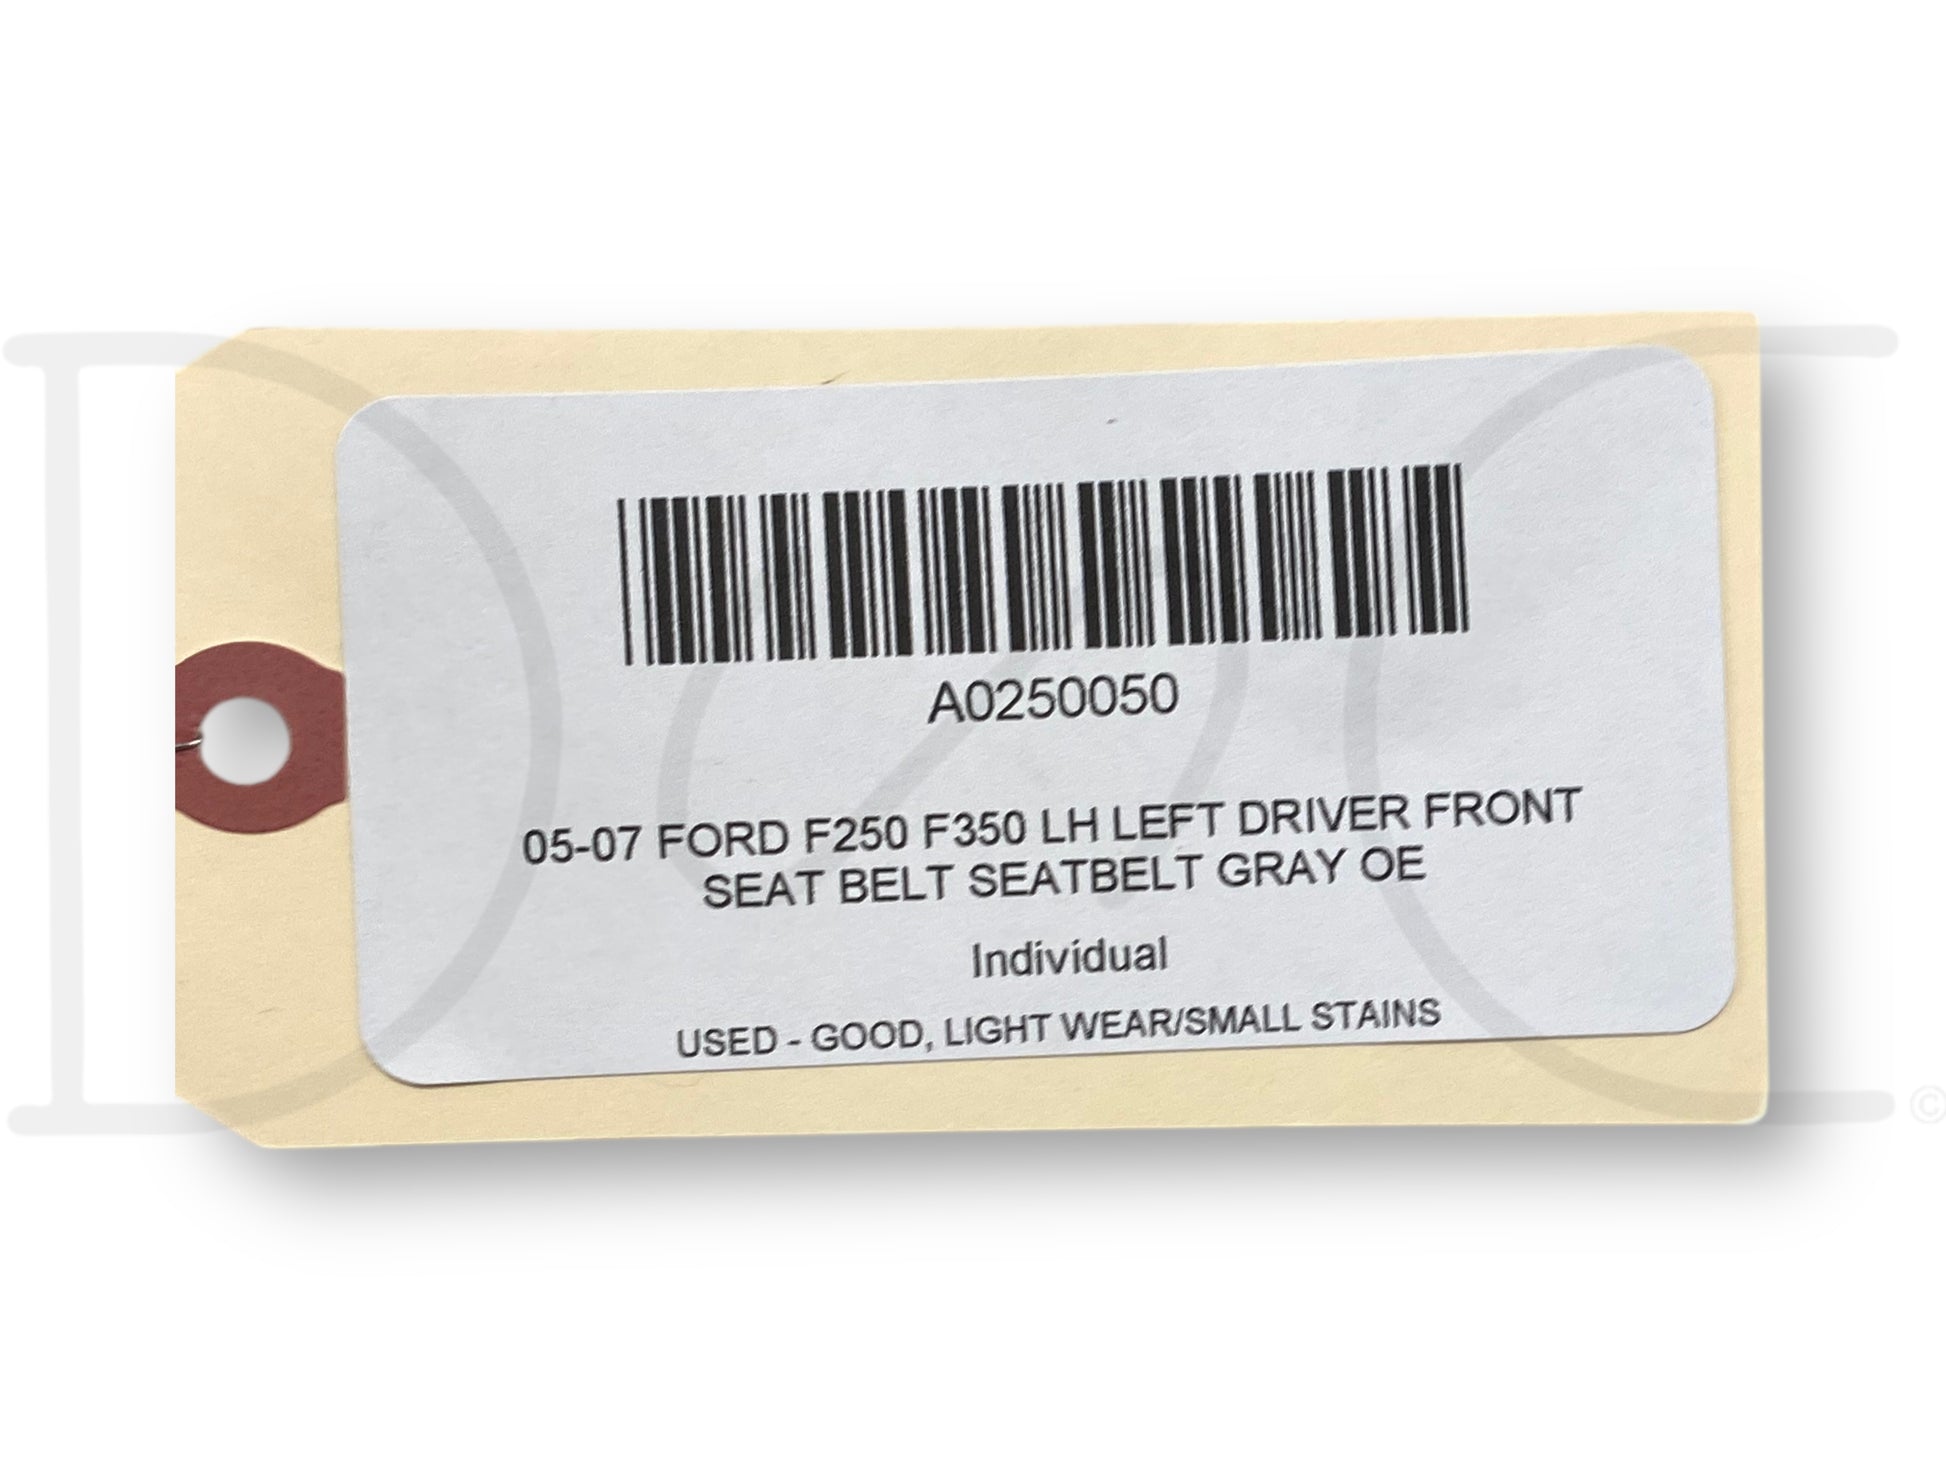 A0250050
05-07 FORD F250 F350 LH LEFT DRIVER FRONT
SEAT BELT SEATBELT GRAY OE
Individual
USED - GOOD, LIGHT WEAR/SMALL STAINS
©